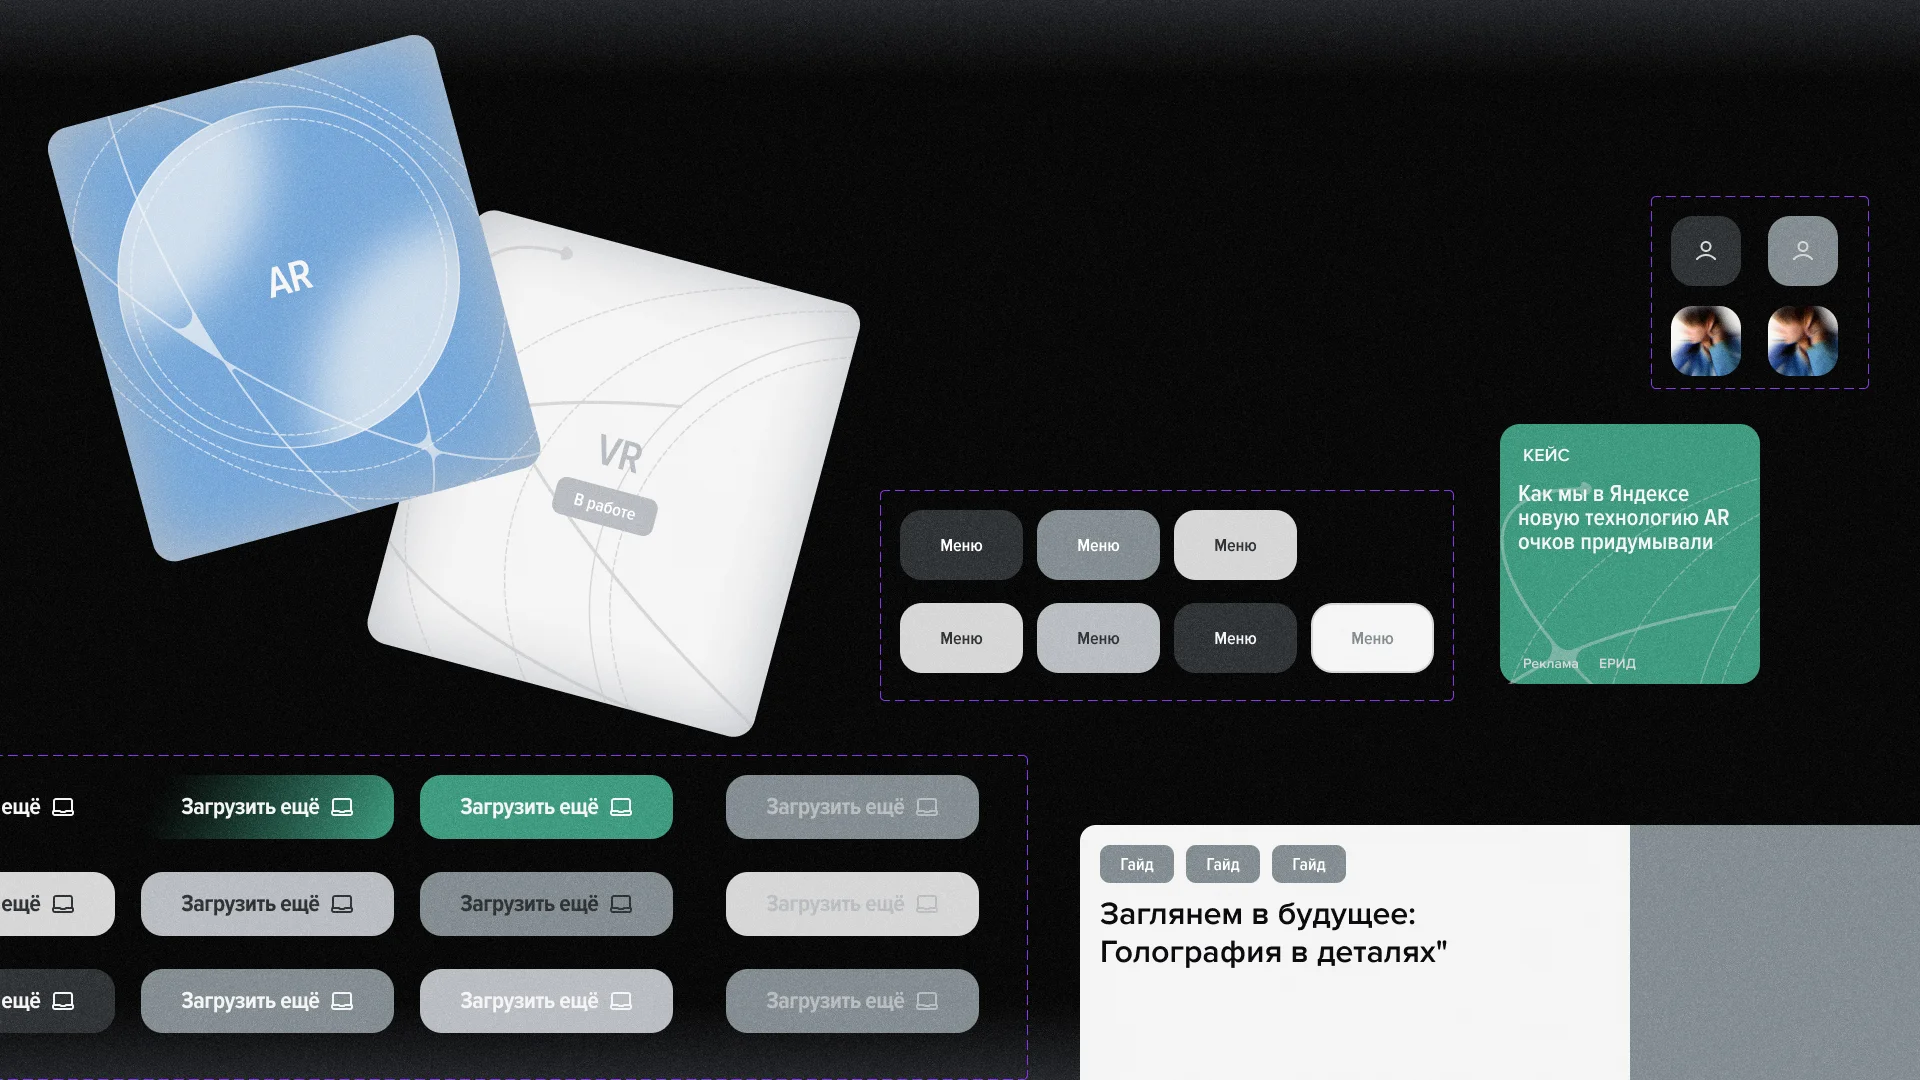 AR
VR
В работе
Меню
Меню
Меню
Меню
Меню
Меню
Меню
КЕЙС
Как мы в Яндексе
новую технологию AR
очков придумывали
Реклама ЕРИД
ещё
Загрузить ещё
Загрузить ещё
Загрузить ещё
ещё
Загрузить ещё
Загрузить ещё
Загрузить ещё
ещё
Загрузить ещё
Загрузить ещё
Загрузить ещё
Гайд
Гайд
Гайд
Заглянем в будущее:
Голография в деталях"